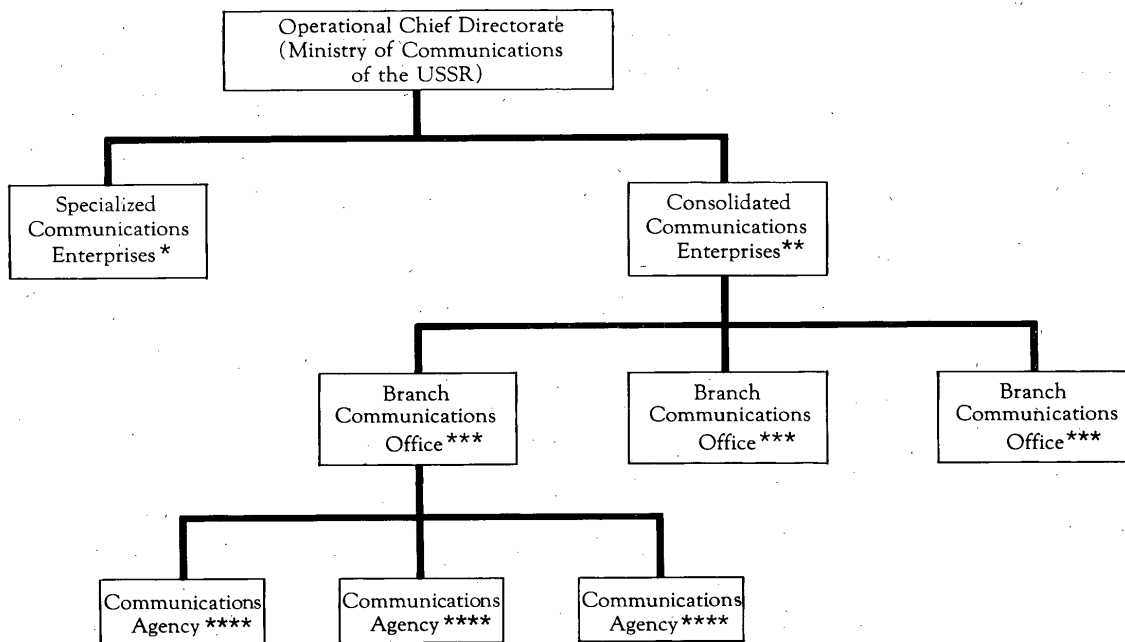 Operational Chief Directorate
(Ministry of Communications
of the USSR)
Specialized
Communications
Enterprises *
Consolidated
Communications
Enterprises**
Branch
Communications
Office ***
Branch
Communications
Office ***
Branch
Communications
Office ***
Communications
Agency ****
Communications
Agency ****
Communications
Agency ****